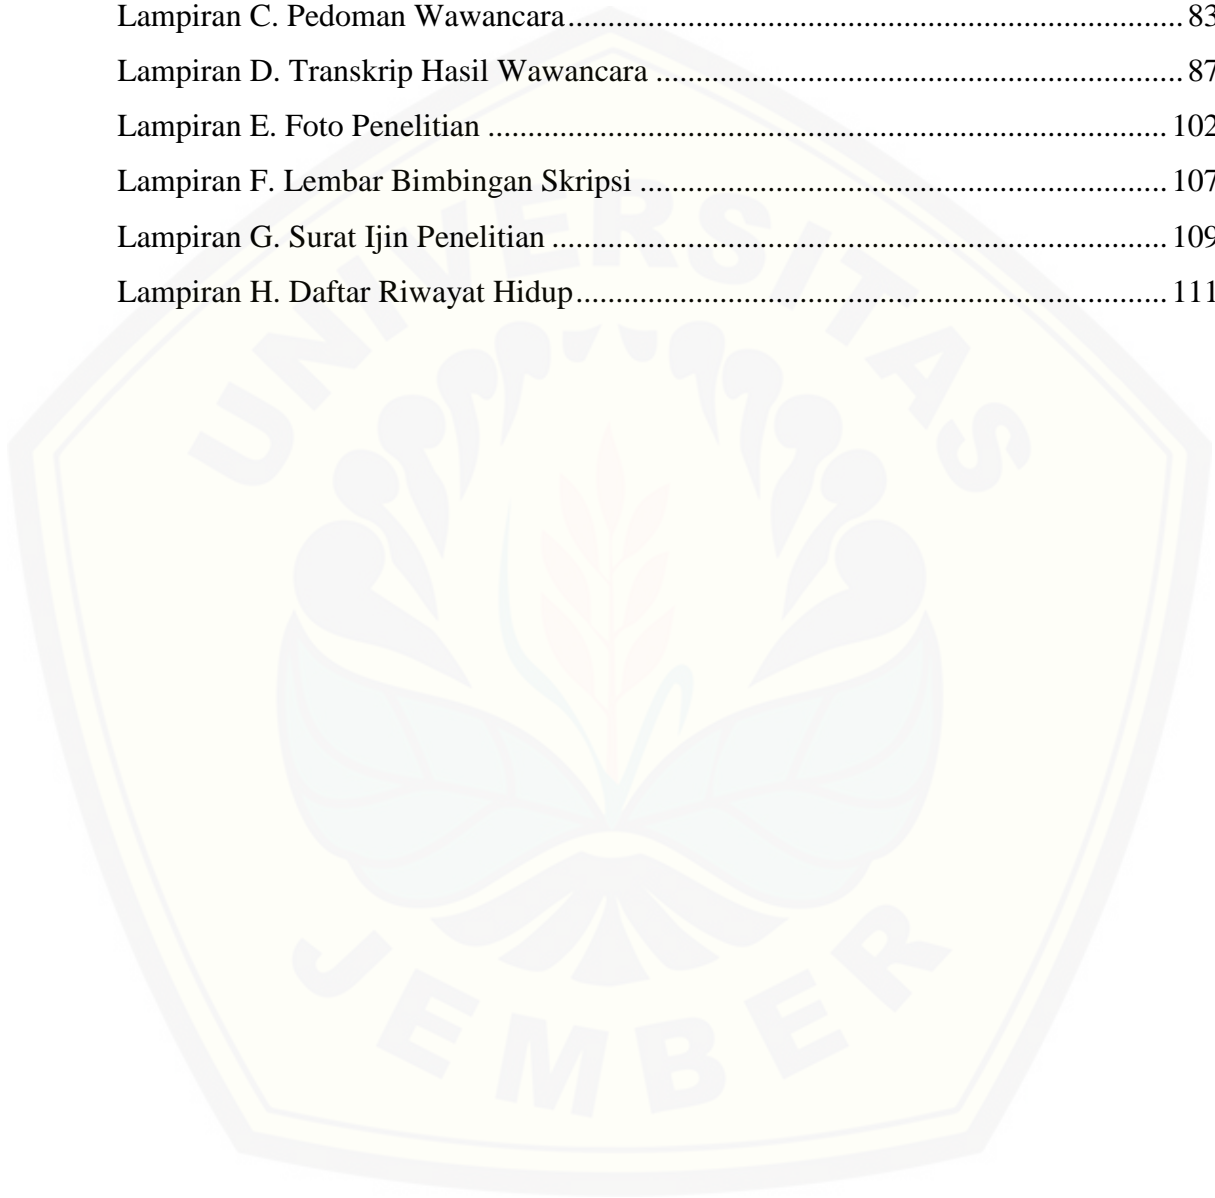 Lampiran C. Pedoman Wawancara........................................................................... 83
Lampiran D. Transkrip Hasil Wawancara ................................................................ 87
Lampiran E. Foto Penelitian ................................................................................... 102
Lampiran F. Lembar Bimbingan Skripsi ................................................................ 107
Lampiran G. Surat Ijin Penelitian ........................................................................... 109
Lampiran H. Daftar Riwayat Hidup........................................................................ 111
UNIVERSITAS
JEMBER